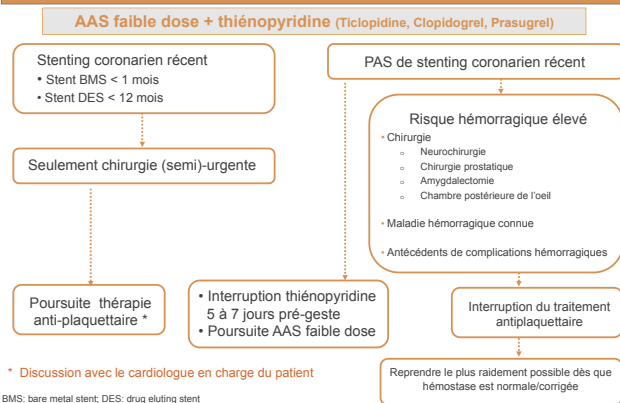 AAS faible dose + thiénopyridine (Ticlopidine, Clopidogrel, Prasugrel)
Stenting coronarien récent
• Stent BMS < 1 mois
• Stent DES < 12 mois
PAS de stenting coronarien récent
Risque hémorragique élevé
• Chirurgie
o Neurochirurgie
o Chirurgie prostatique
o Amygdalectomie
o Chambre postérieure de l'oeil
• Maladie hémorragique connue
• Antécédents de complications hémorragiques
Seulement chirurgie (semi)-urgente
Poursuite thérapie
anti-plaquettaire *
• Interruption thiénopyridine
5 à 7 jours pré-geste
• Poursuite AAS faible dose
Interruption du traitement
antiplaquettaire
Reprendre le plus raidement possible dès que
hémostase est normale/corrigée
* Discussion avec le cardiologue en charge du patient
BMS: bare metal stent; DES: drug eluting stent